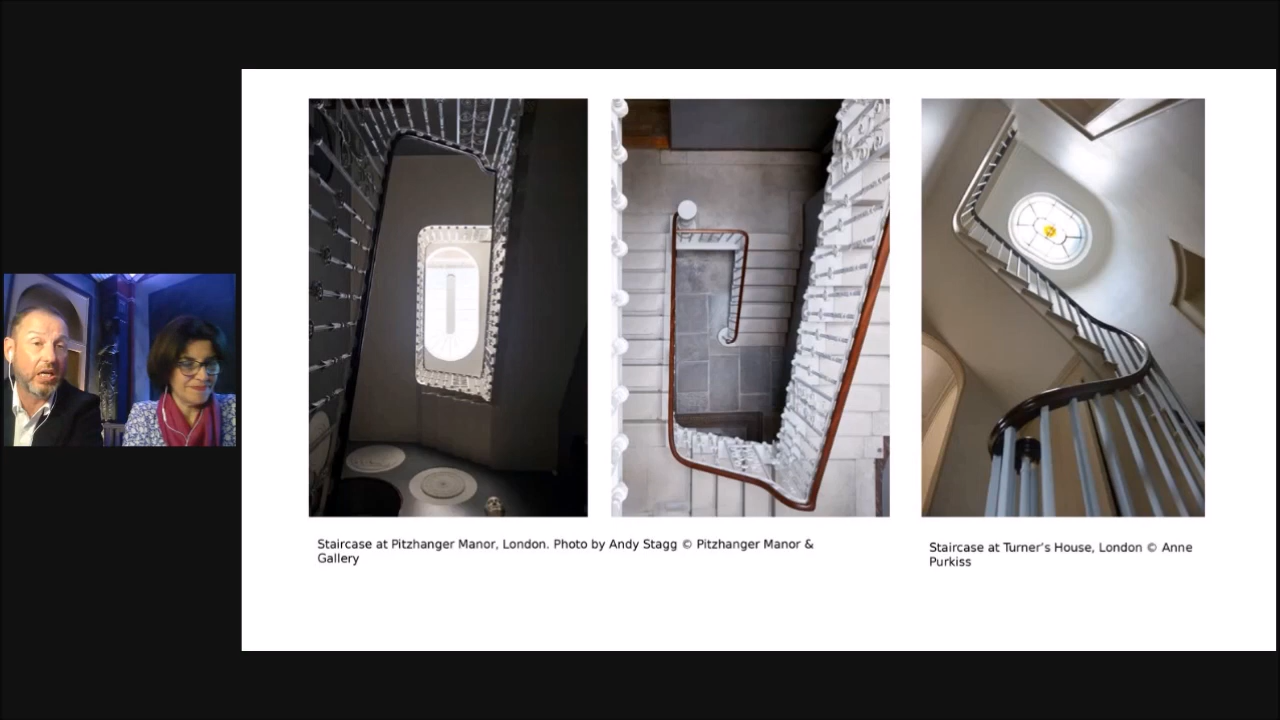 Staircase at Pitzhanger Manor, London. Photo by Andy Stagg © Pitzhanger Manor &
Gallery
Staircase at Turner's House, London © Anne
Purkiss